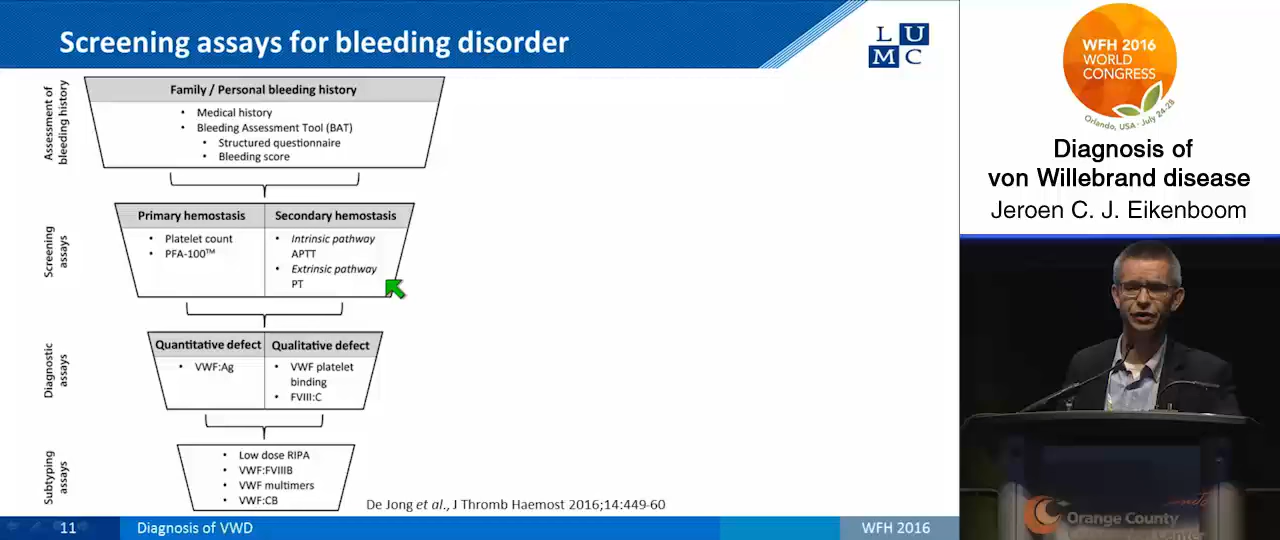 Screening assays for bleeding disorder
L U
M C
Assessment of
bleeding history
Family / Personal bleeding history
• Medical history
• Bleeding Assessment Tool (BAT)
• Structured questionnaire
• Bleeding score
Screening
assays
Primary hemostasis
• Platelet count
• PFA-100™
Secondary hemostasis
• Intrinsic pathway
APTT
• Extrinsic pathway
PT
Diagnostic
assays
Quantitative defect
• VWF:Ag
Qualitative defect
• VWF platelet
binding
• FVIII:C
Subtyping
assays
• Low dose RIPA
• VWF:FVIIIB
• VWF multimers
• VWF:CB
De Jong et al., J Thromb Haemost 2016;14:449-60
11
Diagnosis of VWD
WFH 2016
WFH 2016
WORLD
CONGRESS
Orlando, USA · July 24-28
Diagnosis of
von Willebrand disease
Jeroen C. J. Eikenboom
Orange County